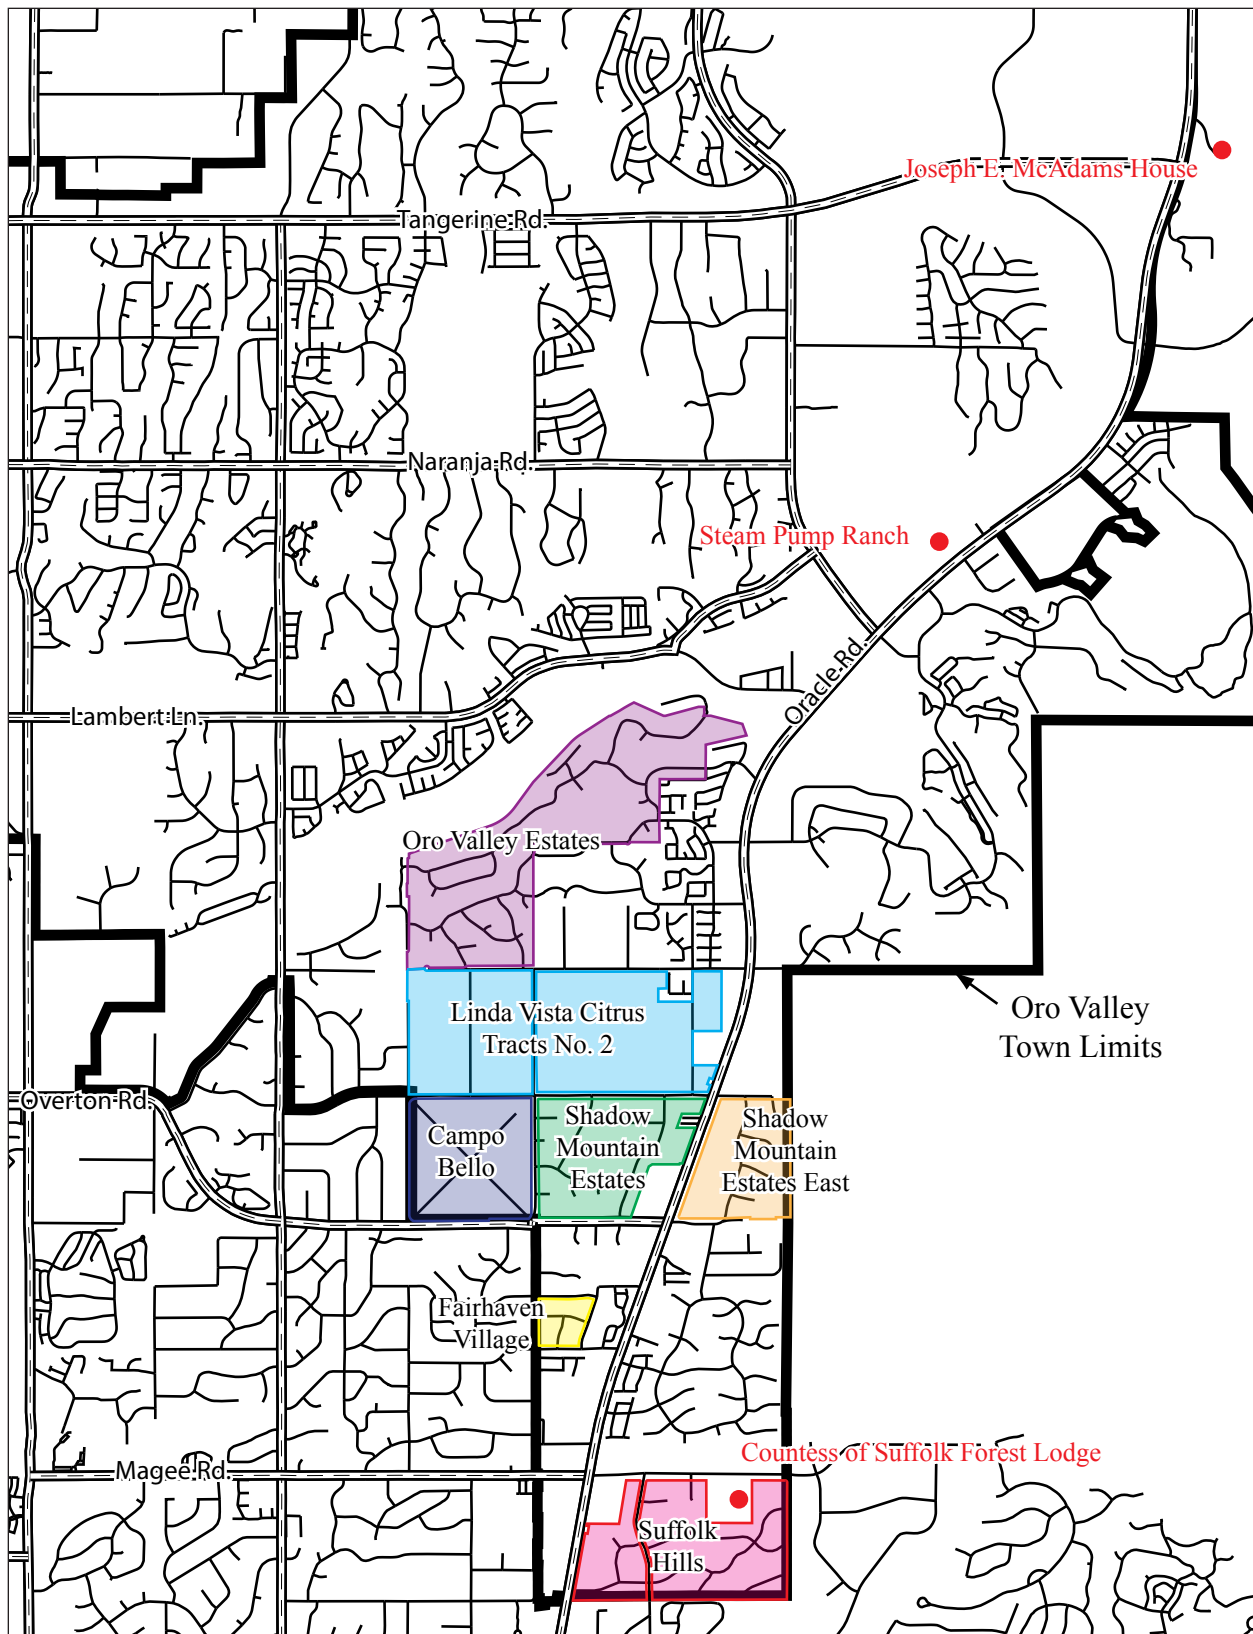 Joseph E. McAdams House
Tangerine Rd.
Naranja Rd.
Steam Pump Ranch
Oracle Rd.
Lambert Ln.
Oro Valley Estates
Linda Vista Citrus
Tracts No. 2
Oro Valley
Town Limits
Overton Rd.
Campo
Bello
Shadow
Mountain
Estates
Shadow
Mountain
Estates East
Fairhaven
Village
Countess of Suffolk Forest Lodge
Magee Rd.
Suffolk
Hills